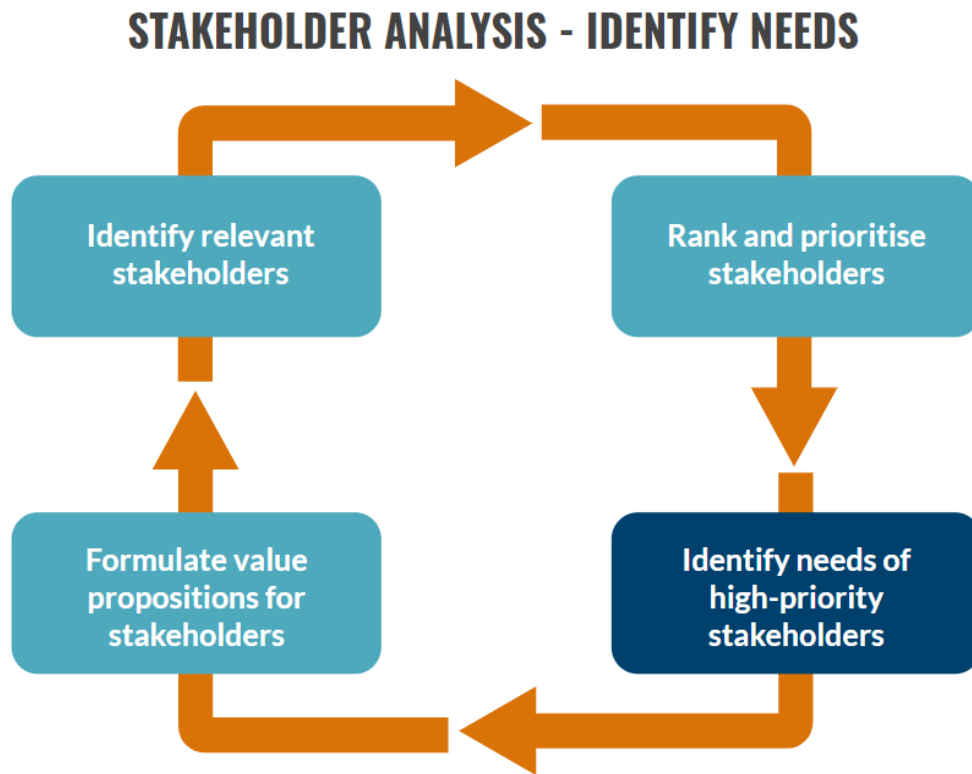 STAKEHOLDER ANALYSIS - IDENTIFY NEEDS
Identify relevant
stakeholders
Rank and prioritise
stakeholders
Formulate value
propositions for
stakeholders
Identify needs of
high-priority
stakeholders